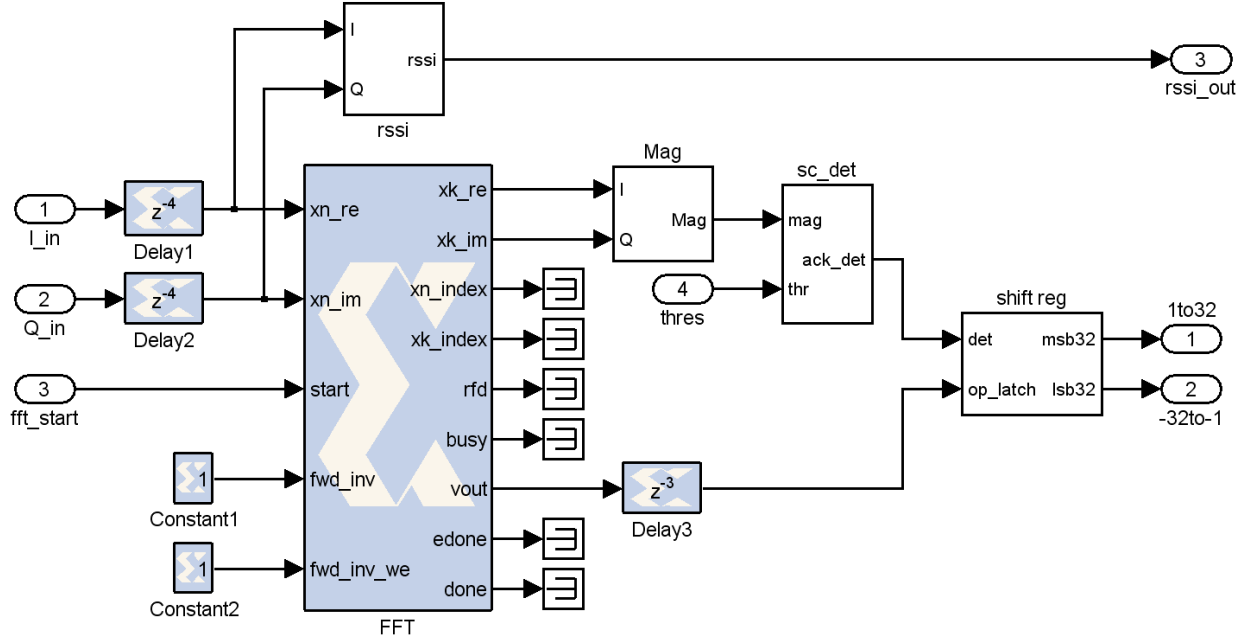 I
Q
rssi
rssi
3
rssi_out
1
I_in
z-4
Delay1
2
Q_in
z-4
Delay2
3
fft_start
1
Constant1
1
Constant2
xn_re
xn_im
start
fwd_inv
fwd_inv_we
xk_re
xk_im
xn_index
xk_index
rfd
busy
vout
edone
done
FFT
Mag
I
Q
Mag
4
thres
sc_det
mag
thr
ack_det
z-3
Delay3
shift reg
det
op_latch
msb32
lsb32
1to32
1
2
-32to-1